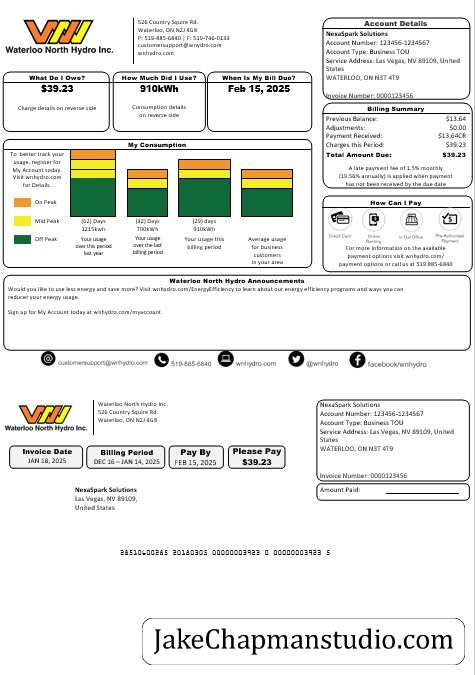 Waterloo North Hydro Inc.
526 Country Squire Rd.
Waterloo, ON N2J 4G8
P: 519-885-6840 | F: 519-746-0133
customersupport@wnhydro.com
wnhydro.com
Account Details
NexaSpark Solutions
Account Number: 123456-1234567
Account Type: Business TOU
Service Address: Las Vegas, NV 89109, United
States
WATERLOO, ON N3T 4T9
Invoice Number: 0000123456
What Do I Owe?
$39.23
Charge details on reverse side
How Much Did I Use?
910kWh
Consumption details
on reverse side
When Is My Bill Due?
Feb 15, 2025
Billing Summary
Previous Balance: $13.64
Adjustments: $0.00
Payment Received: $13.64CR
Charges this Period: $39.23
Total Amount Due: $39.23
A late payment fee of 1.5% monthly
(19.56% annually) is applied when payment
has not been received by the due date
My Consumption
To better track your
usage, register for
My Account today.
Visit wnhydro.com/
for Details.
On Peak
Mid Peak
Off Peak
(62) Days
1215kwh
Your usage
over this period
last year
(32) Days
700kWh
Your usage
over the last
billing period
(29) days
910kWh
Your usage this
billing period
Average usage
for business
customers
in your area
How Can I Pay
Credit Card
Online
Banking
In Our Office
Pre-Authorized
Payment
For more information on the available
payment options visit wnhydro.com/
payment options or call us at 519.885-6840
Waterloo North Hydro Announcements
Would you like to use less energy and save more? Visit wnhydro.com/EnergyEfficiency to learn about our energy efficiency programs and ways you can
reducer your energy usage.
Sign up for My Account today at wnhydro.com/myaccount
customersupport@wnhydro.com
519-885-6840
wnhydro.com
@wnhydro
facebook/wnhydro
Waterloo North Hydro Inc.
Waterloo North Hydro Inc.
526 Country Squire Rd.
Waterloo, ON N2J 4G8
NexaSpark Solutions
Account Number: 123456-1234567
Account Type: Business TOU
Service Address: Las Vegas, NV 89109, United
States
WATERLOO, ON N3T 4T9
Invoice Number: 0000123456
Invoice Date
JAN 18, 2025
Billing Period
DEC 16 – JAN 14, 2025
Pay By
FEB 15, 2025
Please Pay
$39.23
Amount Paid:
NexaSpark Solutions
Las Vegas, NV 89109,
United States
26510600265 20180305 00000003923 0 00000003923 5
JakeChapmanstudio.com